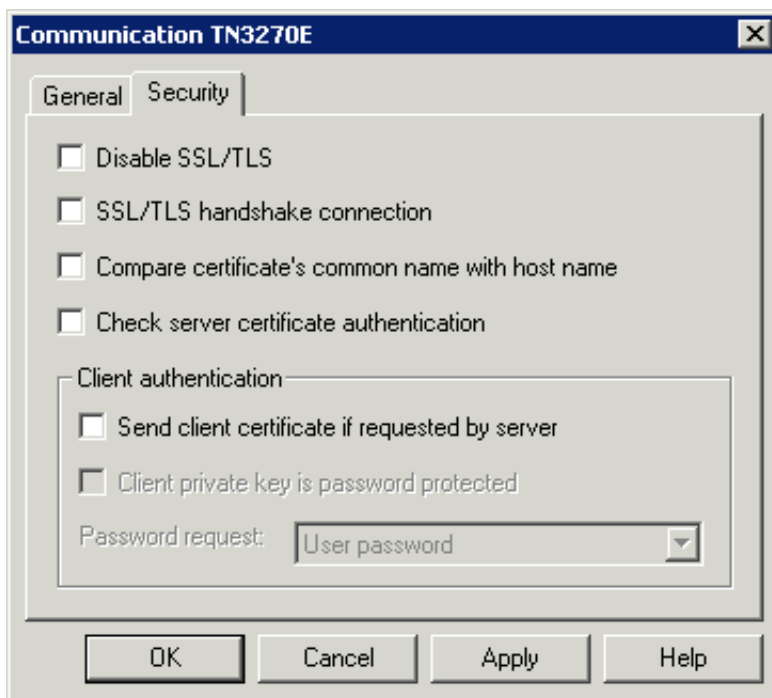 Communication TN3270E
General Security
Disable SSL/TLS
SSL/TLS handshake connection
Compare certificate's common name with host name
Check server certificate authentication
Client authentication
Send client certificate if requested by server
Client private key is password protected
Password request: User password
OK Cancel Apply Help